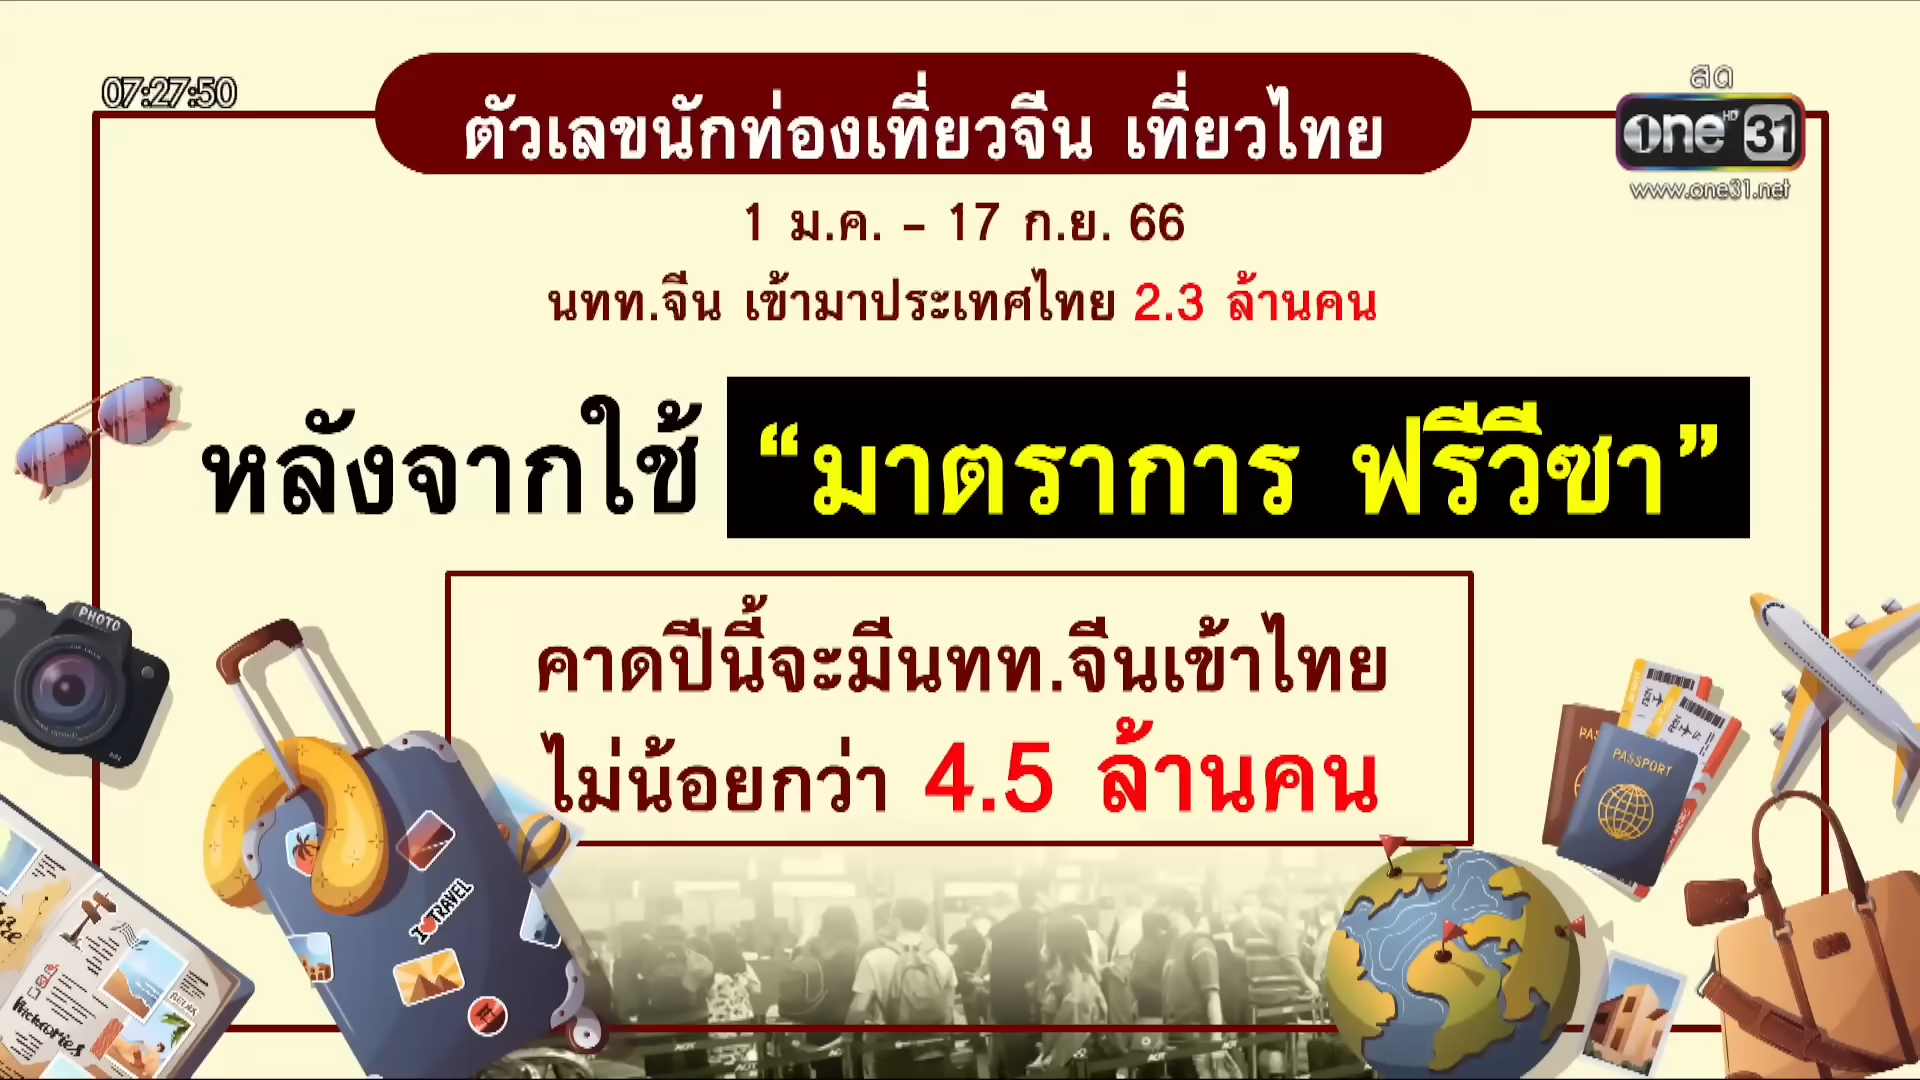 07:27:50
สด
one HD 31
www.one31.net
ตัวเลขนักท่องเที่ยวจีน เที่ยวไทย
1 ม.ค. - 17 ก.ย. 66
นทท.จีน เข้ามาประเทศไทย 2.3 ล้านคน
หลังจากใช้ “มาตราการ ฟรีวีซา”
คาดปีนี้จะมีนทท.จีนเข้าไทย
ไม่น้อยกว่า 4.5 ล้านคน
PHOTO
PASSPORT
TRAVEL